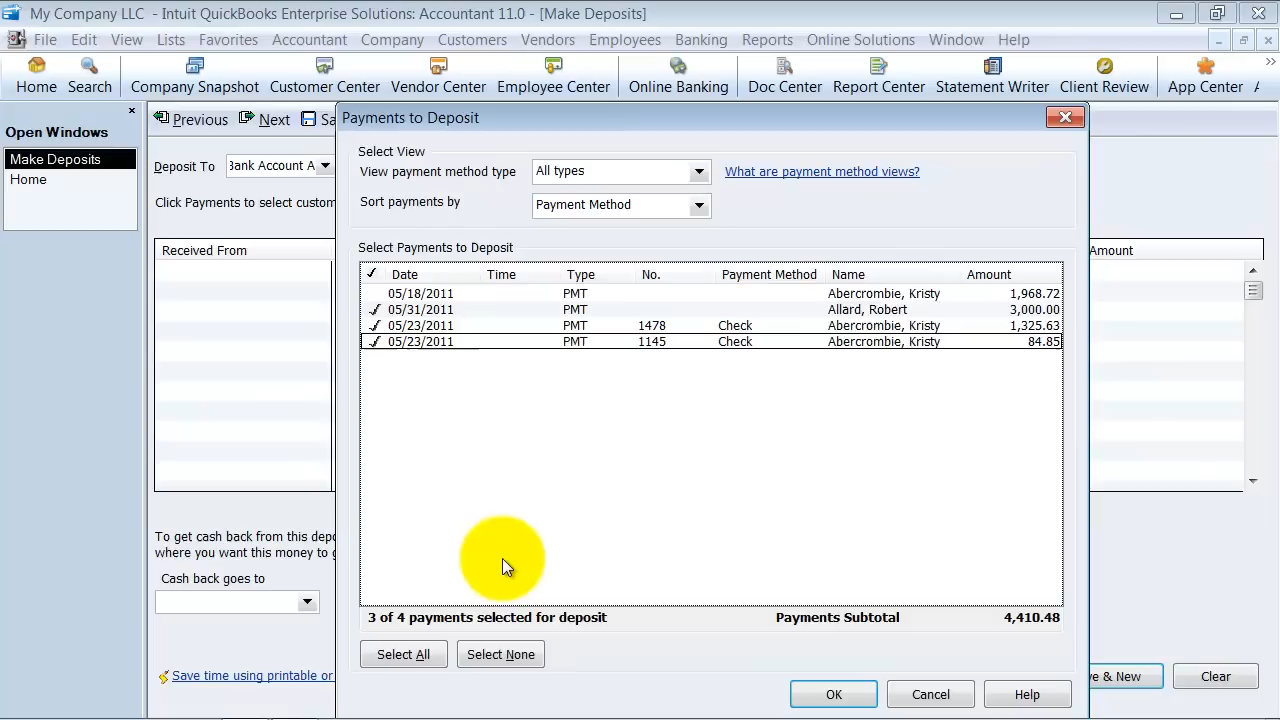 My Company LLC - Intuit QuickBooks Enterprise Solutions: Accountant 11.0 - [Make Deposits]
File Edit View Lists Favorites Accountant Company Customers Vendors Employees Banking Reports Online Solutions Window Help
Home Search Company Snapshot Customer Center Vendor Center Employee Center Online Banking Doc Center Report Center Statement Writer Client Review App Center
Open Windows
Make Deposits
Home
Previous Next Sa
Deposit To Bank Account A
Click Payments to select custom
Received From
Amount
To get cash back from this depo
where you want this money to g
Cash back goes to
Save time using printable or
e & New Clear
Payments to Deposit
Select View
View payment method type All types What are payment method views?
Sort payments by Payment Method
Select Payments to Deposit
✓ Date Time Type No. Payment Method Name Amount
05/18/2011 PMT Abercrombie, Kristy 1,968.72
✓ 05/31/2011 PMT Allard, Robert 3,000.00
✓ 05/23/2011 PMT 1478 Check Abercrombie, Kristy 1,325.63
✓ 05/23/2011 PMT 1145 Check Abercrombie, Kristy 84.85
3 of 4 payments selected for deposit Payments Subtotal 4,410.48
Select All Select None
OK Cancel Help